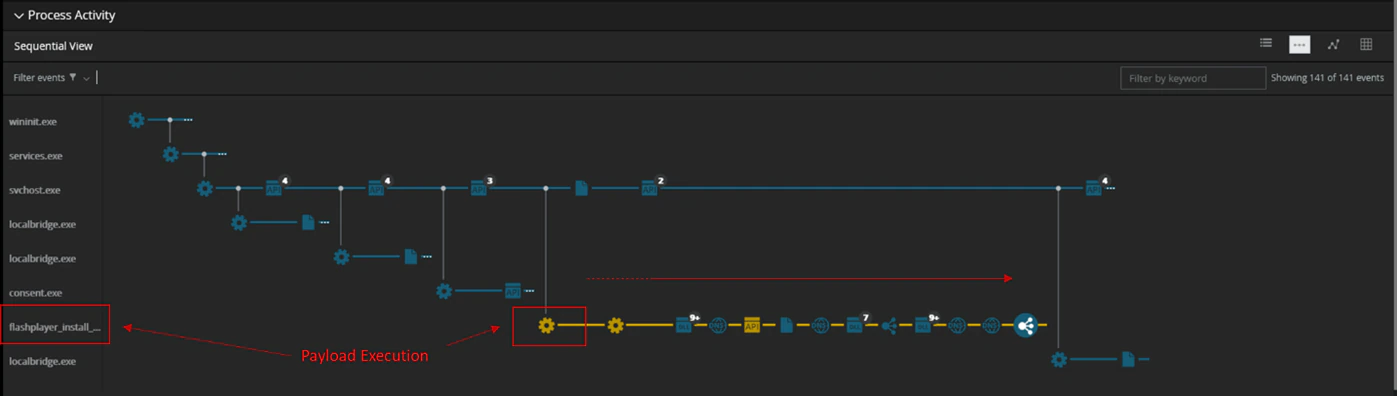 Process Activity
Sequential View
Filter events
Filter by keyword
Showing 141 of 141 events
wininit.exe
services.exe
svchost.exe
API 4
API 4
API 3
API 2
API 4
localbridge.exe
localbridge.exe
consent.exe
API
flashplayer_install_...
9+
DNS
API
DNS
7
9+
DNS
DNS
Payload Execution
localbridge.exe